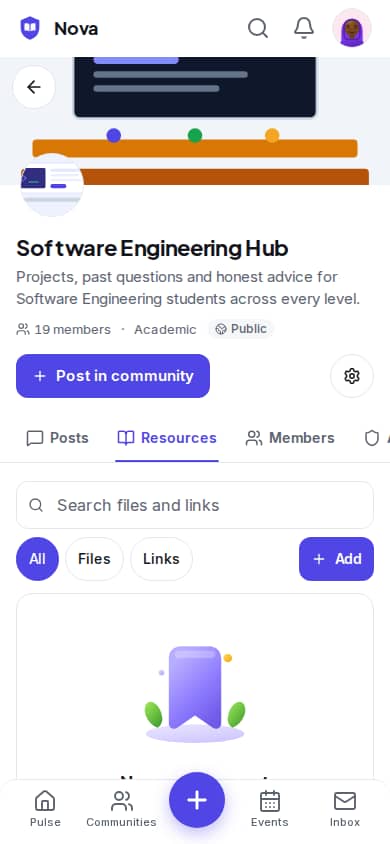 Nova
Software Engineering Hub
Projects, past questions and honest advice for
Software Engineering students across every level.
19 members · Academic Public
+ Post in community
Posts Resources Members
Search files and links
All Files Links + Add
Pulse Communities Events Inbox